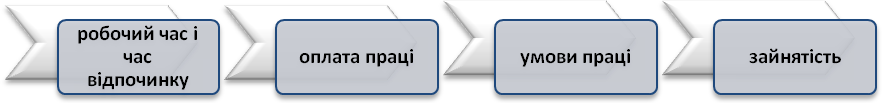 робочий час і
час
відпочинку
оплата праці
умови праці
зайнятість